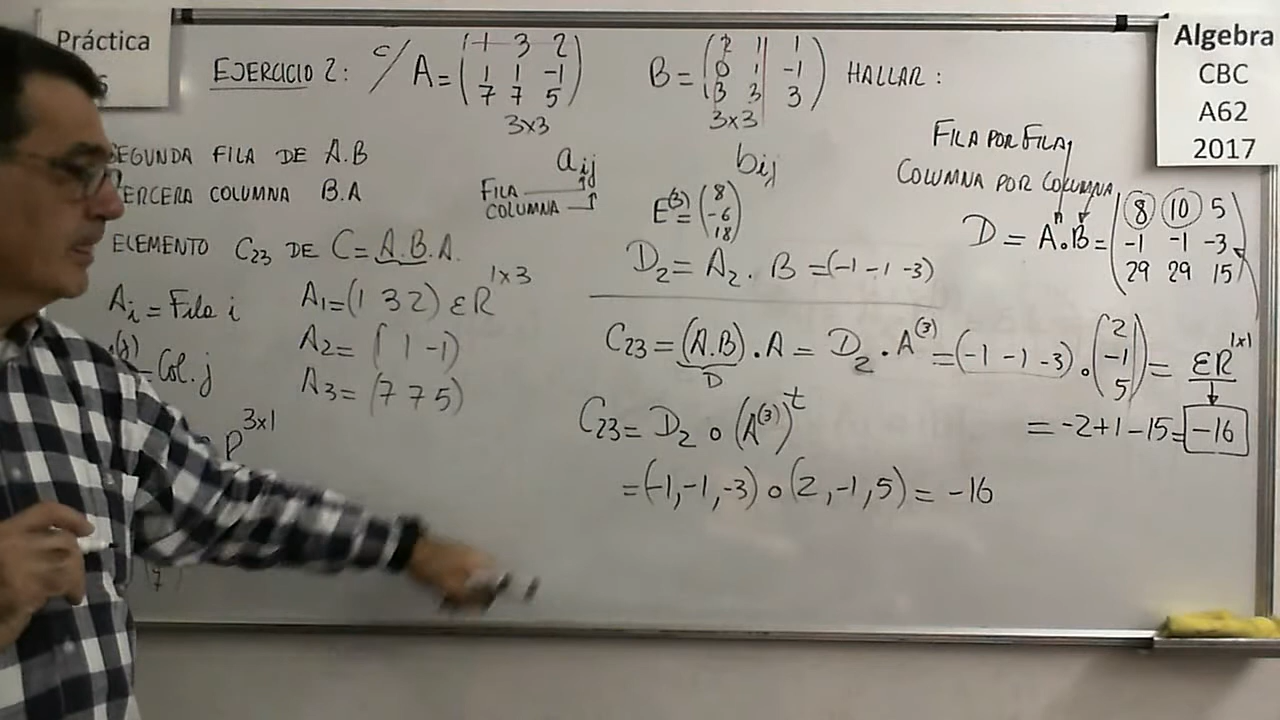 Práctica
Algebra
CBC
A62
2017
EJERCICIO 2: c/ A = (1 3 2
1 1 -1
7 7 5)
3x3
B = (2 1 1
0 1 -1
3 3 3)
3x3
HALLAR:
SEGUNDA FILA DE A.B
TERCERA COLUMNA B.A
ELEMENTO C23 DE C = A.B.A.
aij
FILA
COLUMNA
bij
FILA POR FILA,
COLUMNA POR COLUMNA
E(3) = (8
-6
18)
D = A.B = (8 10 5
-1 -1 -3
29 29 15)
D2 = A2 . B = (-1 -1 -3)
Ai = Fila i
A1 = (1 3 2) ∈ R 1x3
A2 = (1 1 -1)
A3 = (7 7 5)
(j) = Col. j
3x1
7
C23 = (A.B) . A = D2 . A(3) = (-1 -1 -3) . (2
-1
5) = ∈ R 1x1
D
= -2+1-15 = -16
C23 = D2 o (A(3))t
= (-1,-1,-3) o (2,-1,5) = -16